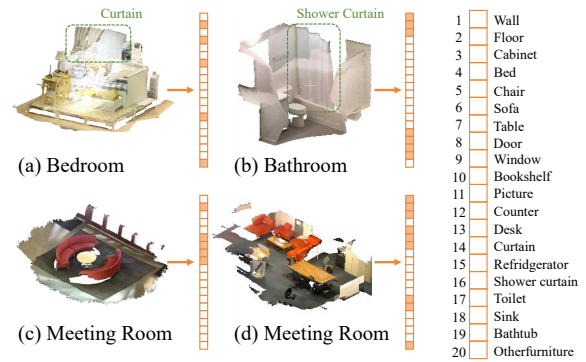 Curtain
Shower Curtain
(a) Bedroom
(b) Bathroom
(c) Meeting Room
(d) Meeting Room
1 Wall
2 Floor
3 Cabinet
4 Bed
5 Chair
6 Sofa
7 Table
8 Door
9 Window
10 Bookshelf
11 Picture
12 Counter
13 Desk
14 Curtain
15 Refridgerator
16 Shower curtain
17 Toilet
18 Sink
19 Bathtub
20 Otherfurniture